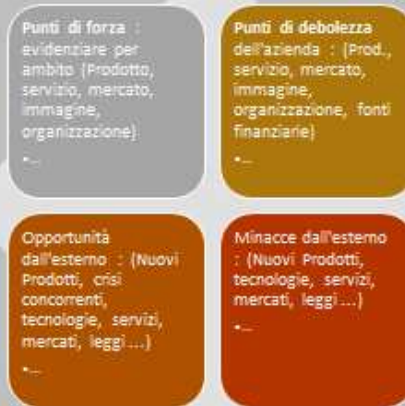 Punti di forza :
evidenziare per
ambito (Prodotto,
servizio, mercato,
immagine,
organizzazione)
•...
Punti di debolezza
dell'azienda : (Prod.,
servizio, mercato,
immagine,
organizzazione, fonti
finanziarie)
•...
Opportunità
dall'esterno : (Nuovi
Prodotti, crisi
concorrenti,
tecnologie, servizi,
mercati, leggi ...)
•...
Minacce dall'esterno
: (Nuovi Prodotti,
tecnologie, servizi,
mercati, leggi ...)
•...